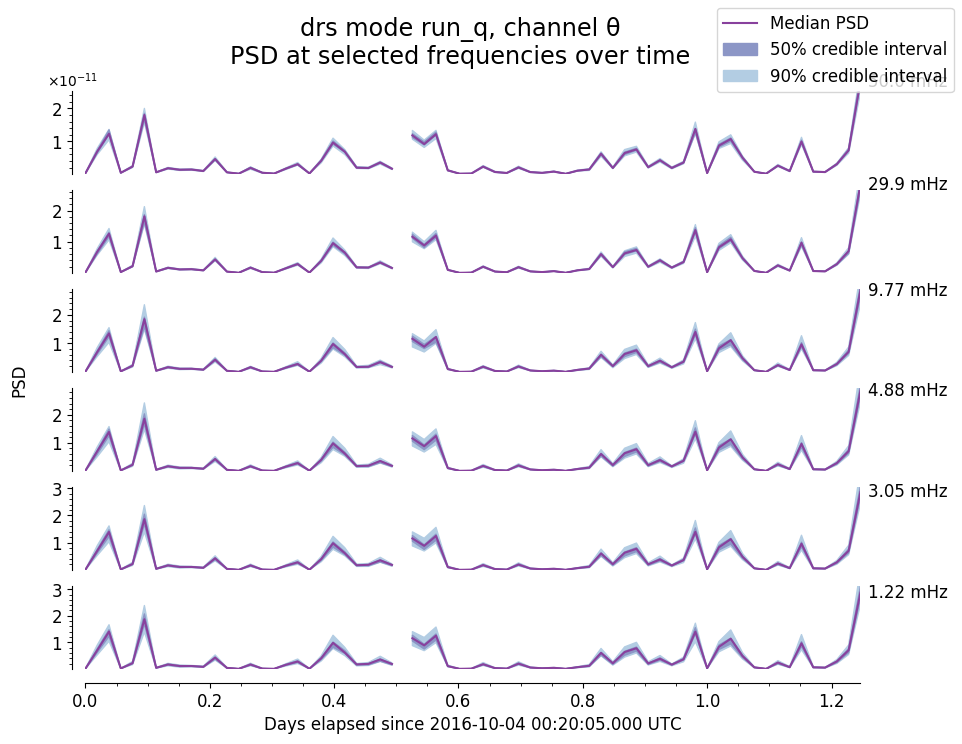 drs mode run_q, channel θ
PSD at selected frequencies over time
Median PSD
50% credible interval
90% credible interval
×10⁻¹¹
2
1
29.9 mHz
2
1
9.77 mHz
2
1
4.88 mHz
2
1
PSD
3.05 mHz
3
2
1
1.22 mHz
3
2
1
0.0 0.2 0.4 0.6 0.8 1.0 1.2
Days elapsed since 2016-10-04 00:20:05.000 UTC